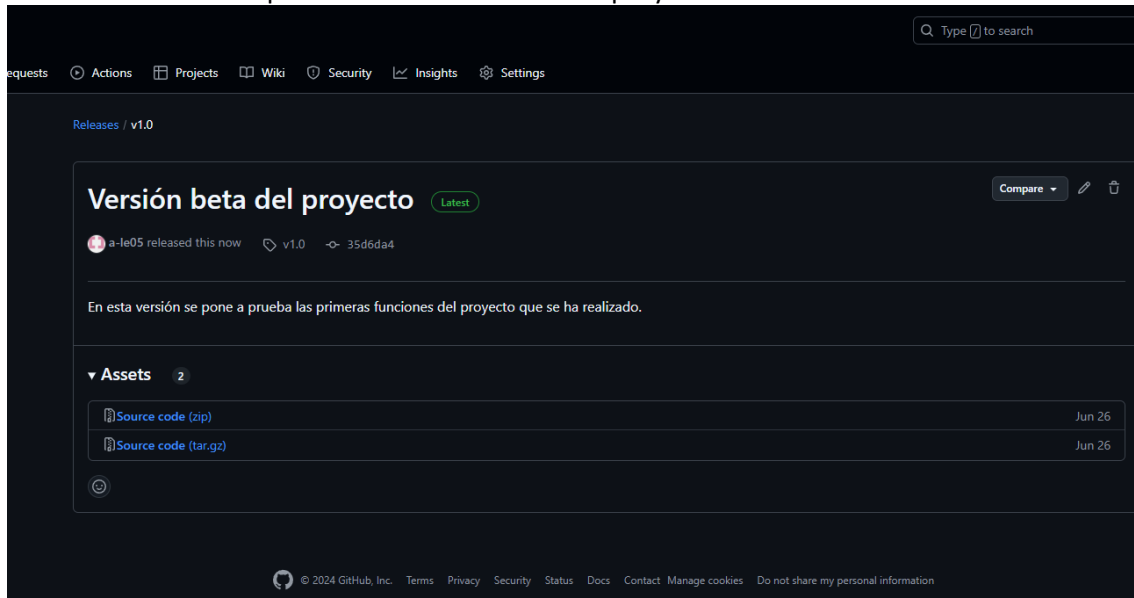 Type / to search
equests Actions Projects Wiki Security Insights Settings
Releases / v1.0
Versión beta del proyecto Latest
Compare
a-le05 released this now v1.0 35d6da4
En esta versión se pone a prueba las primeras funciones del proyecto que se ha realizado.
Assets 2
Source code (zip) Jun 26
Source code (tar.gz) Jun 26
© 2024 GitHub, Inc. Terms Privacy Security Status Docs Contact Manage cookies Do not share my personal information